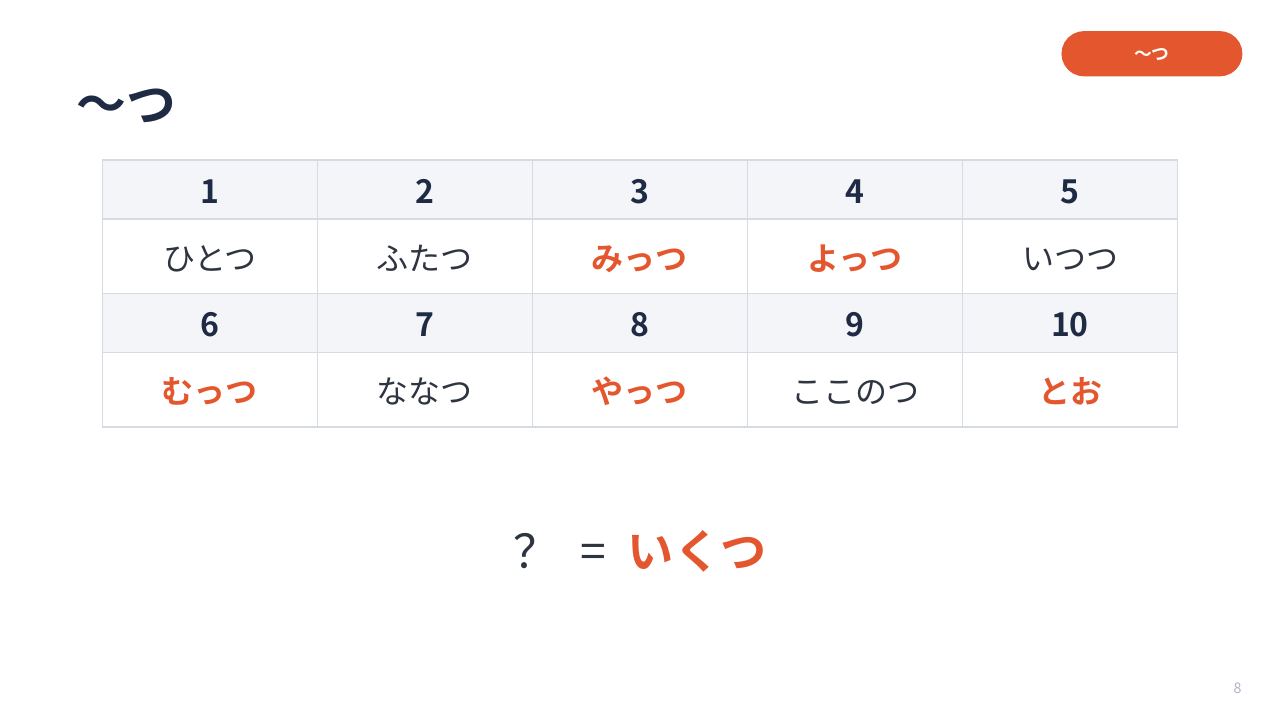 〜つ
〜つ
1 2 3 4 5
ひとつ ふたつ みっつ よっつ いつつ
6 7 8 9 10
むっつ ななつ やっつ ここのつ とお
？ = いくつ
8